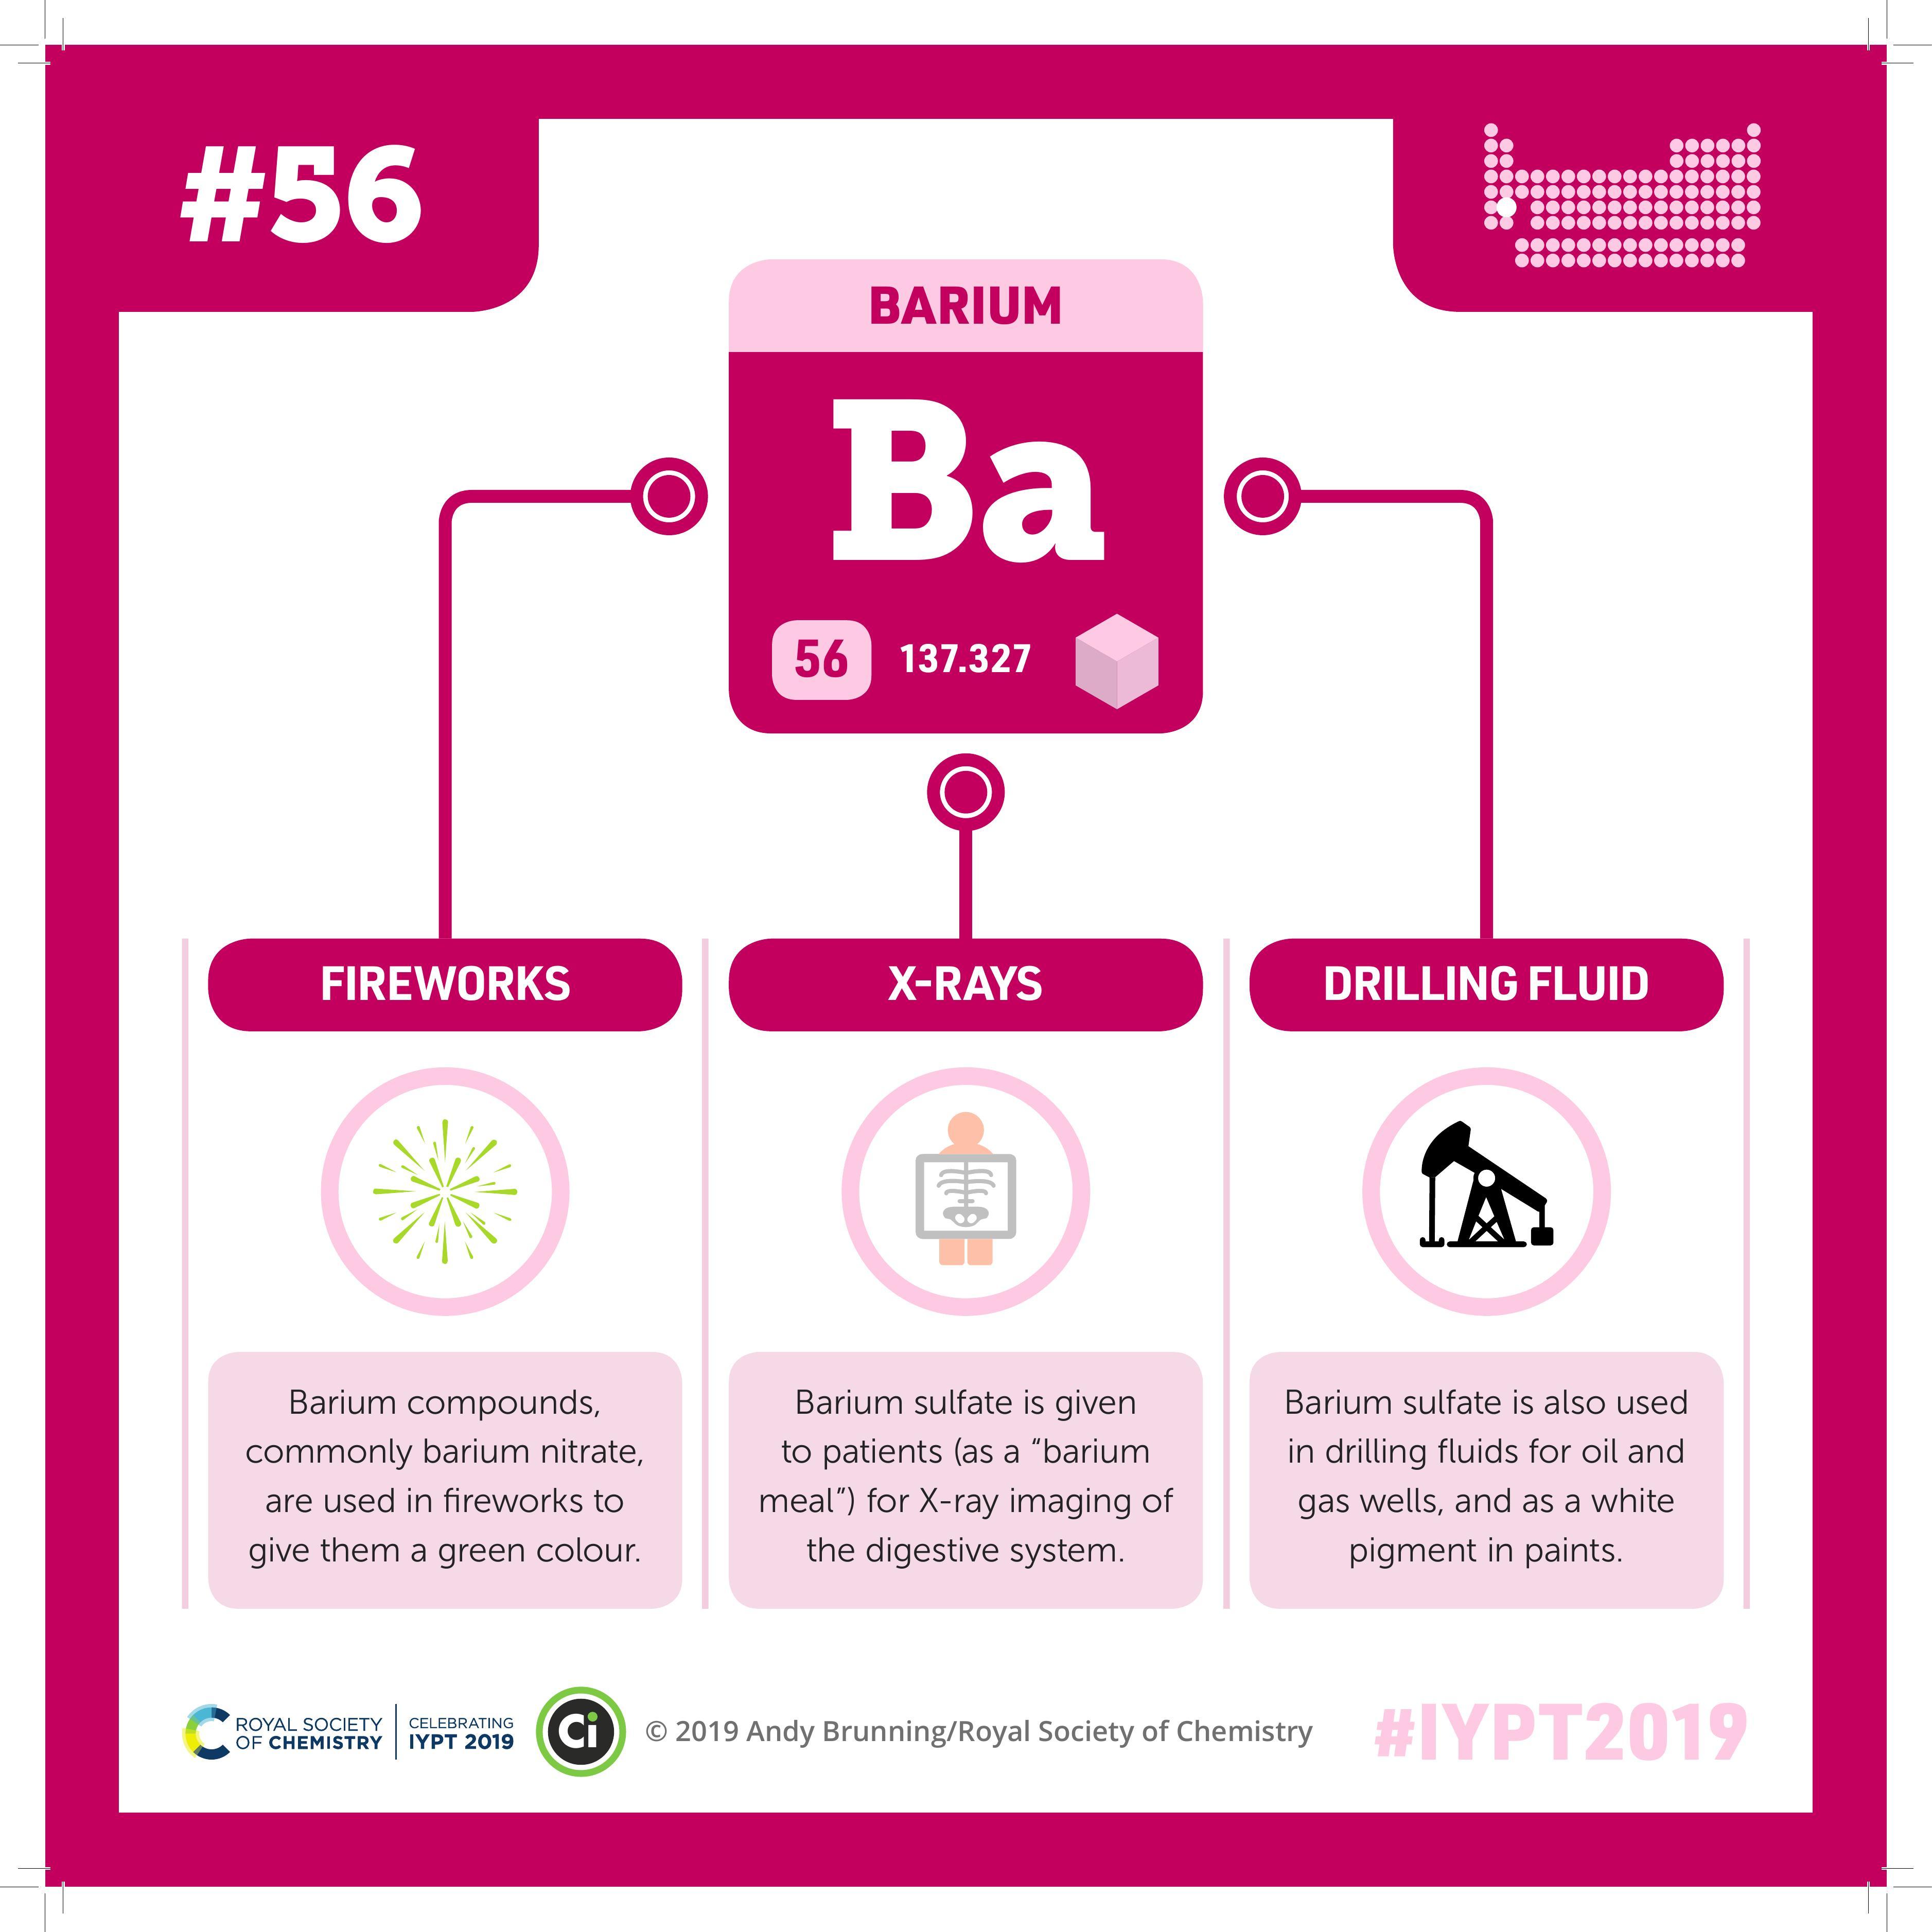 #56
BARIUM
Ba
56
137.327
FIREWORKS
Barium compounds,
commonly barium nitrate,
are used in fireworks to
give them a green colour.
X-RAYS
Barium sulfate is given
to patients (as a “barium
meal”) for X-ray imaging of
the digestive system.
DRILLING FLUID
Barium sulfate is also used
in drilling fluids for oil and
gas wells, and as a white
pigment in paints.
ROYAL SOCIETY
OF CHEMISTRY
CELEBRATING
IYPT 2019
Ci
© 2019 Andy Brunning/Royal Society of Chemistry
#IYPT2019